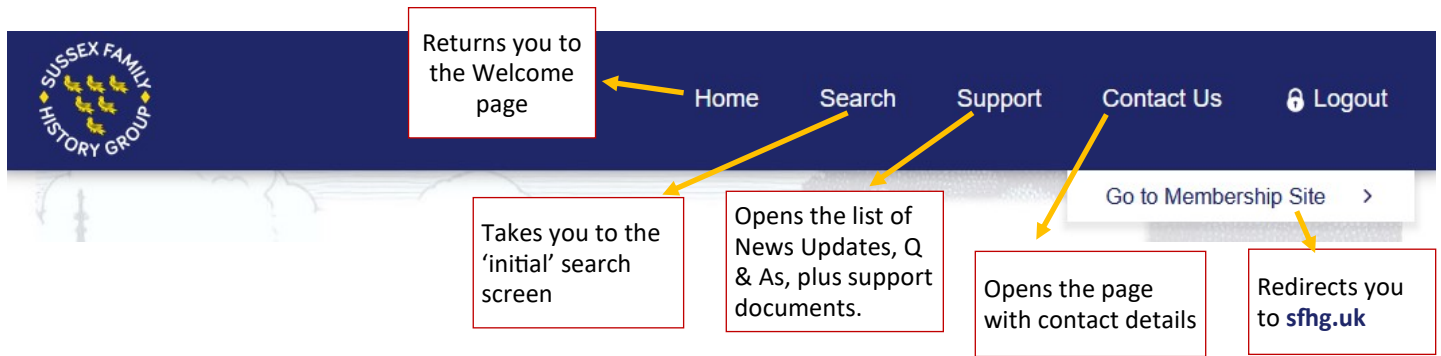 SUSSEX FAMILY
HISTORY GROUP
Returns you to
the Welcome
page
Home
Search
Support
Contact Us
Logout
Go to Membership Site >
Takes you to the
‘initial’ search
screen
Opens the list of
News Updates, Q
& As, plus support
documents.
Opens the page
with contact details
Redirects you
to sfhg.uk